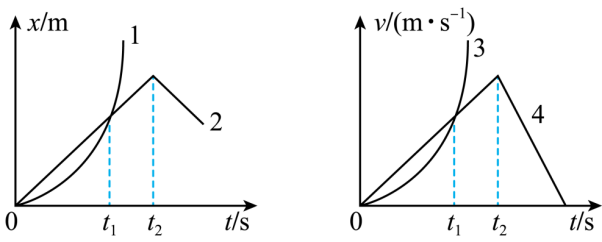 x/m
1
2
0
t₁
t₂
t/s
v/(m·s⁻¹)
3
4
0
t₁
t₂
t/s